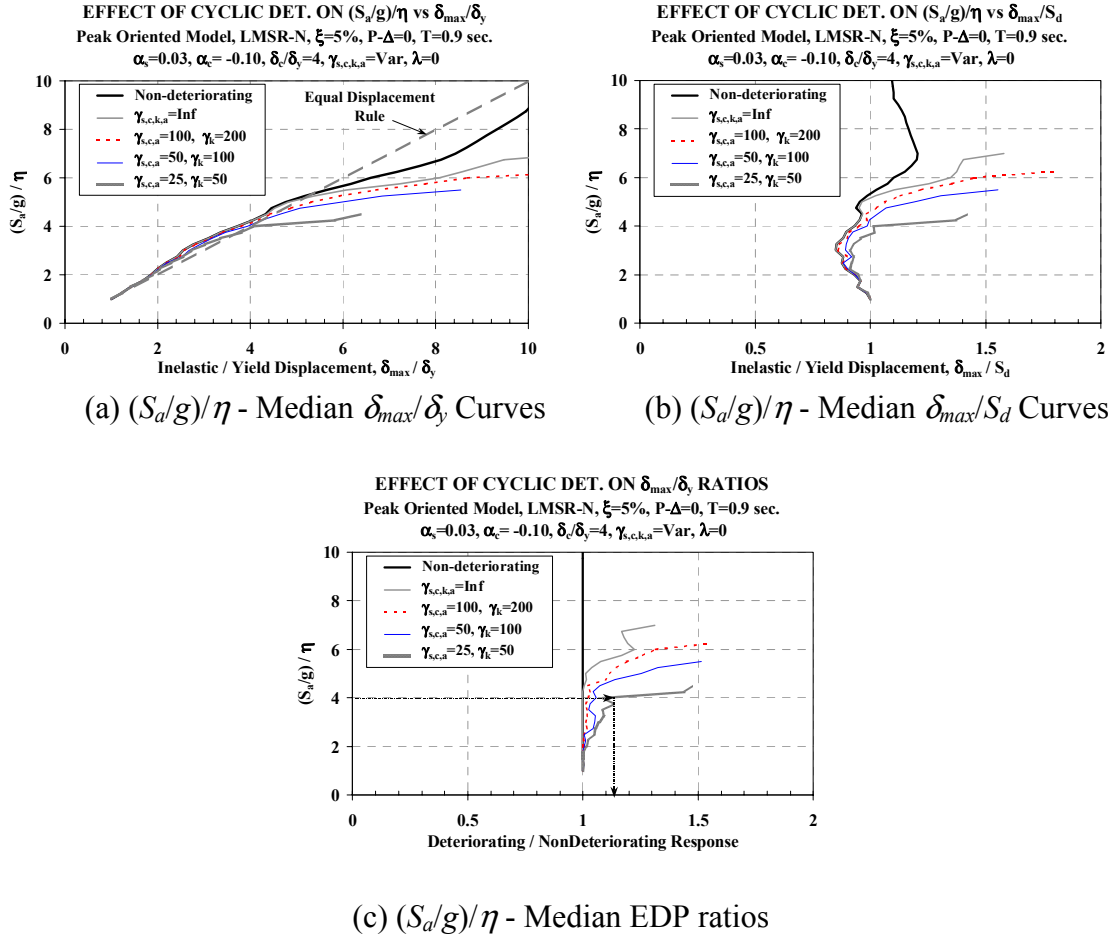 EFFECT OF CYCLIC DET. ON (Sa/g)/η vs δmax/δy
Peak Oriented Model, LMSR-N, ξ=5%, P-Δ=0, T=0.9 sec.
αs=0.03, αc= -0.10, δc/δy=4, γs,c,k,a=Var, λ=0
10
8
6
4
2
0
(Sa/g) / η
Non-deteriorating
γs,c,k,a=Inf
γs,c,a=100, γk=200
γs,c,a=50, γk=100
γs,c,a=25, γk=50
Equal Displacement
Rule
0 2 4 6 8 10
Inelastic / Yield Displacement, δmax / δy
(a) (Sa/g)/η - Median δmax/δy Curves
EFFECT OF CYCLIC DET. ON (Sa/g)/η vs δmax/Sd
Peak Oriented Model, LMSR-N, ξ=5%, P-Δ=0, T=0.9 sec.
αs=0.03, αc= -0.10, δc/δy=4, γs,c,k,a=Var, λ=0
10
8
6
4
2
0
(Sa/g) / η
Non-deteriorating
γs,c,k,a=Inf
γs,c,a=100, γk=200
γs,c,a=50, γk=100
γs,c,a=25, γk=50
0 0.5 1 1.5 2
Inelastic / Yield Displacement, δmax / Sd
(b) (Sa/g)/η - Median δmax/Sd Curves
EFFECT OF CYCLIC DET. ON δmax/δy RATIOS
Peak Oriented Model, LMSR-N, ξ=5%, P-Δ=0, T=0.9 sec.
αs=0.03, αc= -0.10, δc/δy=4, γs,c,k,a=Var, λ=0
10
8
6
4
2
0
(Sa/g) / η
Non-deteriorating
γs,c,k,a=Inf
γs,c,a=100, γk=200
γs,c,a=50, γk=100
γs,c,a=25, γk=50
0 0.5 1 1.5 2
Deteriorating / NonDeteriorating Response
(c) (Sa/g)/η - Median EDP ratios